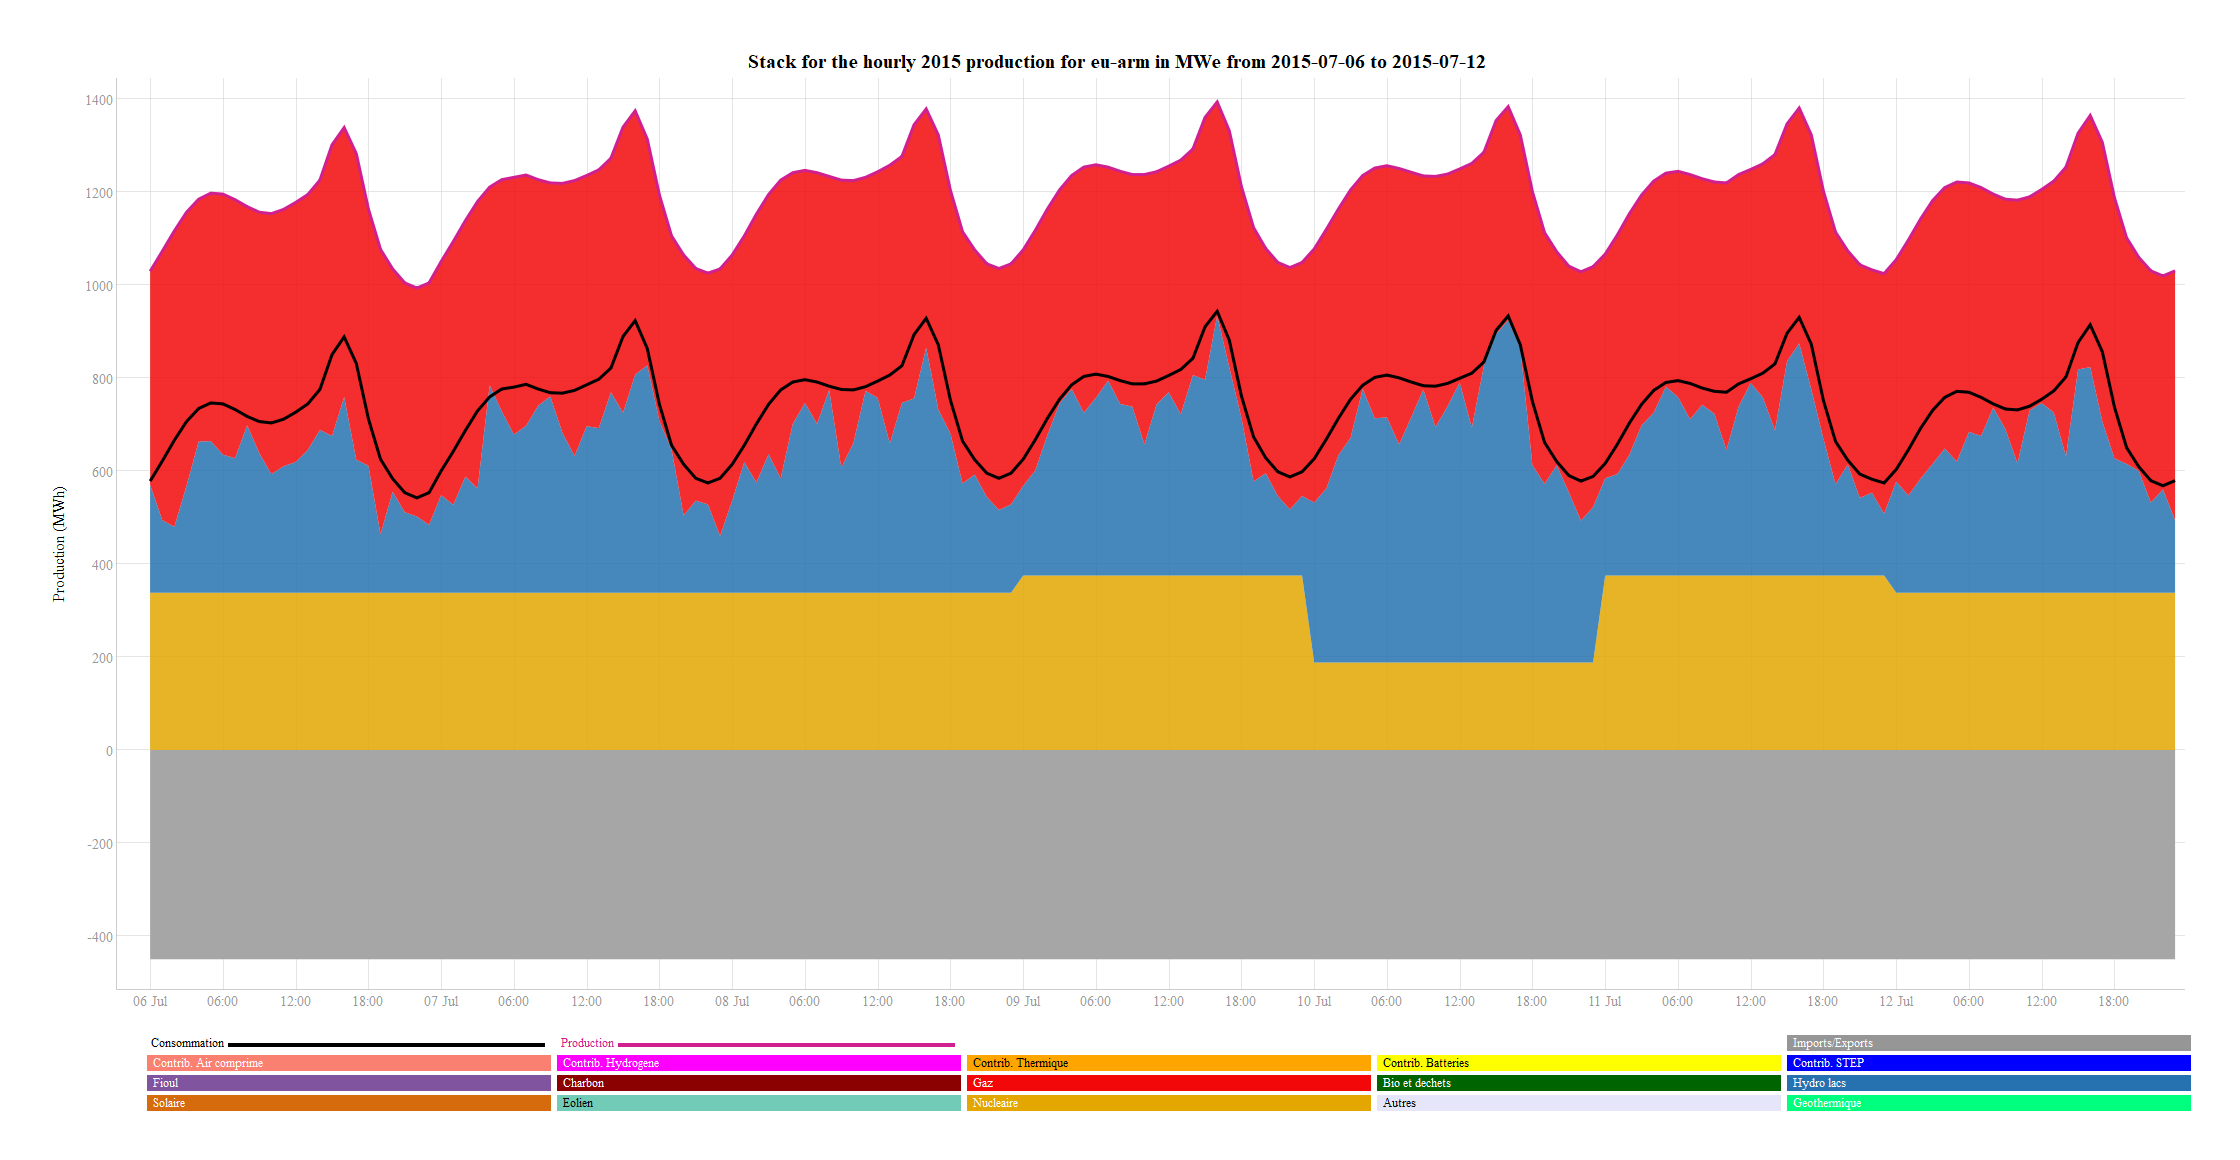 Stack for the hourly 2015 production for eu-arm in MWe from 2015-07-06 to 2015-07-12
1400
1200
1000
800
600
400
200
0
-200
-400
Production (MWh)
06 Jul 06:00 12:00 18:00 07 Jul 06:00 12:00 18:00 08 Jul 06:00 12:00 18:00 09 Jul 06:00 12:00 18:00 10 Jul 06:00 12:00 18:00 11 Jul 06:00 12:00 18:00 12 Jul 06:00 12:00 18:00
Consommation Production Imports/Exports
Contrib. Air comprime Contrib. Hydrogene Contrib. Thermique Contrib. Batteries Contrib. STEP
Fioul Charbon Gaz Bio et dechets Hydro lacs
Solaire Eolien Nucleaire Autres Geothermique